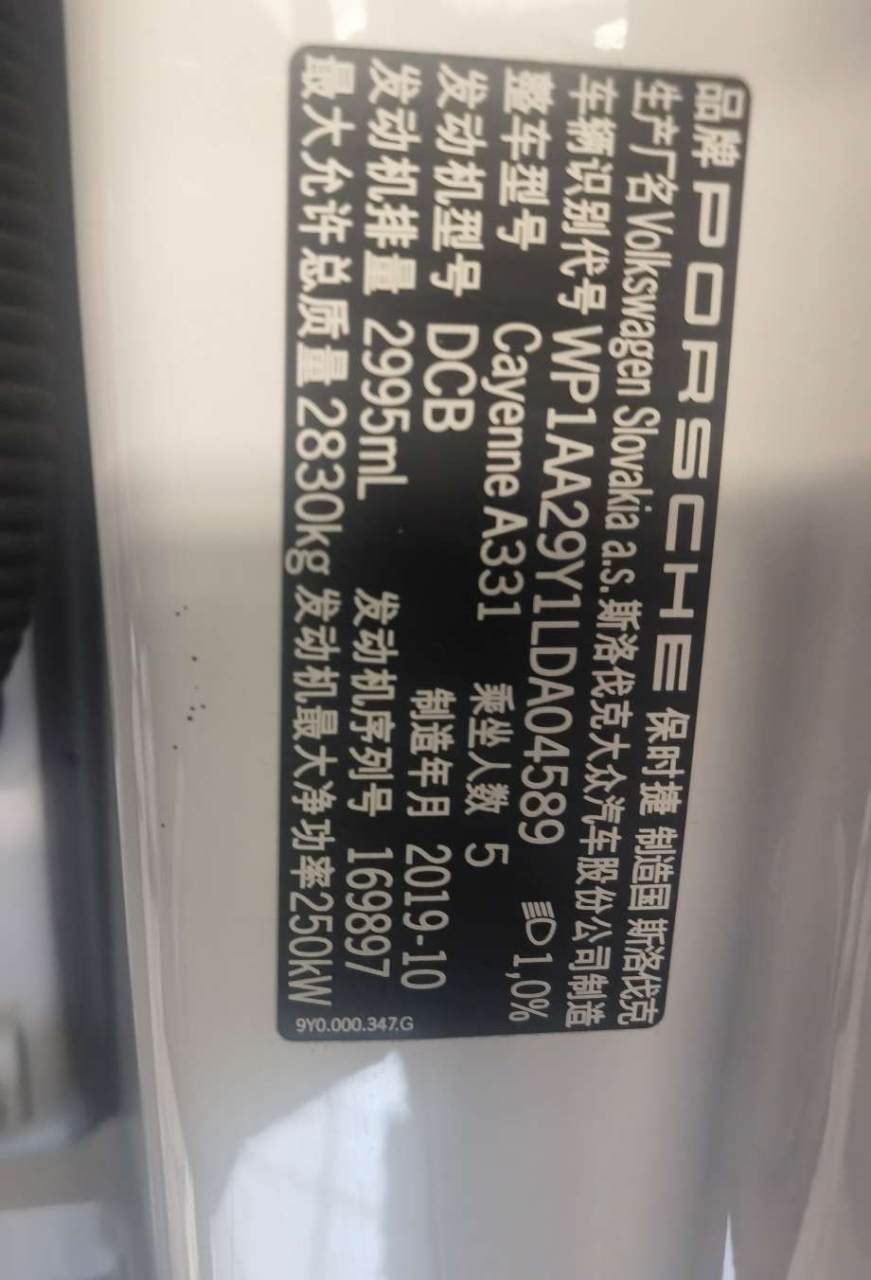 品牌 PORSCHE 保时捷 制造国 斯洛伐克
生产厂名 Volkswagen Slovakia a.s. 斯洛伐克大众汽车股份公司制造
车辆识别代号 WP1AA29Y1LDA04589 1,0%
整车型号 Cayenne A331 乘坐人数 5
发动机型号 DCB 制造年月 2019-10
发动机排量 2995mL 发动机序列号 169897
最大允许总质量 2830kg 发动机最大净功率250kW
9Y0.000.347.G